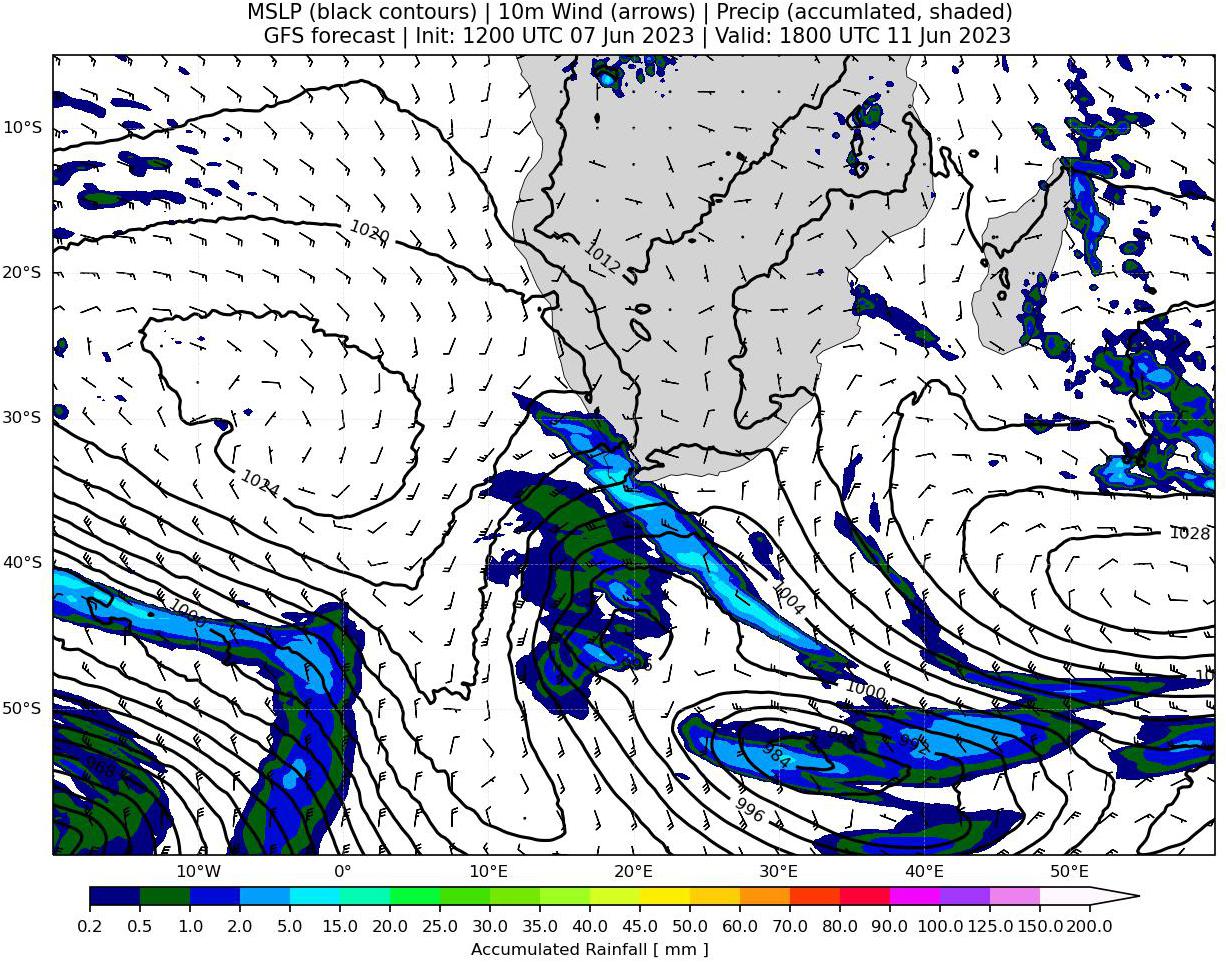 MSLP (black contours) | 10m Wind (arrows) | Precip (accumlated, shaded)
GFS forecast | Init: 1200 UTC 07 Jun 2023 | Valid: 1800 UTC 11 Jun 2023
10°S
20°S
30°S
40°S
50°S
1020
1012
1024
1028
1000
1004
996
1000
968
984
992
996
10°W
0°
10°E
20°E
30°E
40°E
50°E
0.2 0.5 1.0 2.0 5.0 10.0 15.0 20.0 25.0 30.0 35.0 40.0 45.0 50.0 60.0 70.0 80.0 90.0 100.0 125.0 150.0 200.0
Accumulated Rainfall [ mm ]